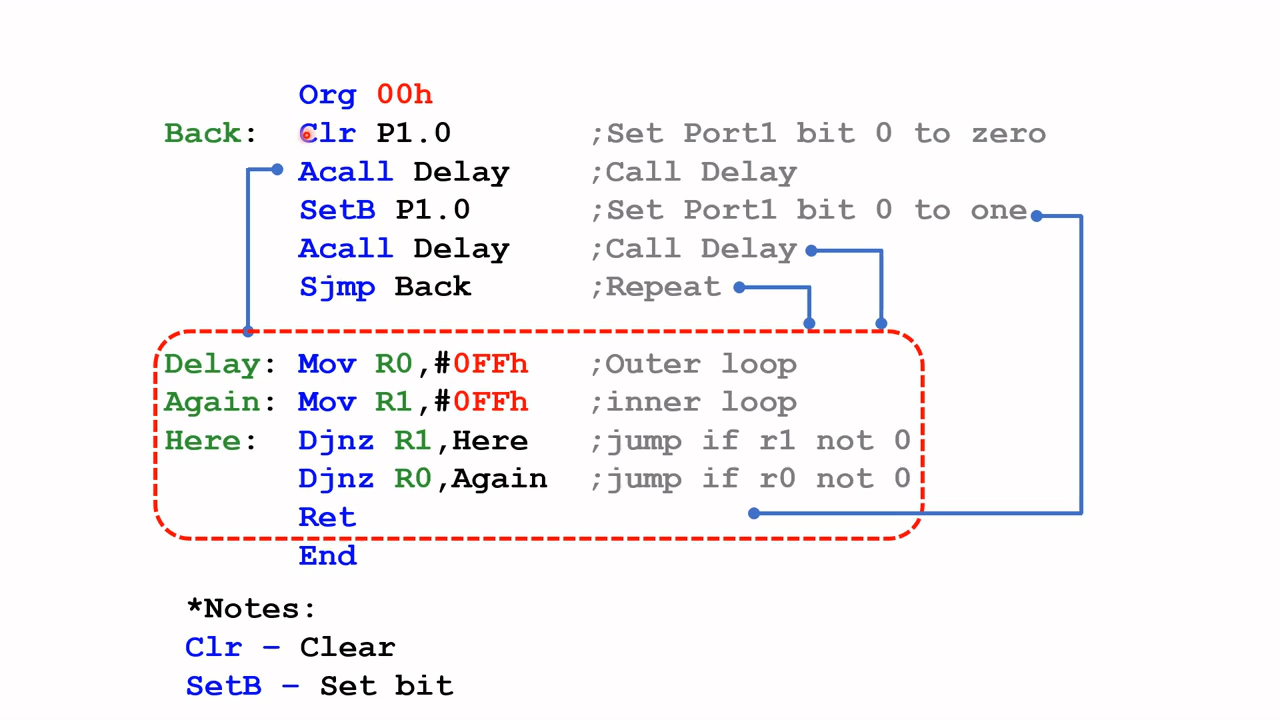 Org 00h
Back: Clr P1.0 ;Set Port1 bit 0 to zero
Acall Delay ;Call Delay
SetB P1.0 ;Set Port1 bit 0 to one
Acall Delay ;Call Delay
Sjmp Back ;Repeat
Delay: Mov R0,#0FFh ;Outer loop
Again: Mov R1,#0FFh ;inner loop
Here: Djnz R1,Here ;jump if r1 not 0
Djnz R0,Again ;jump if r0 not 0
Ret
End
*Notes:
Clr – Clear
SetB – Set bit